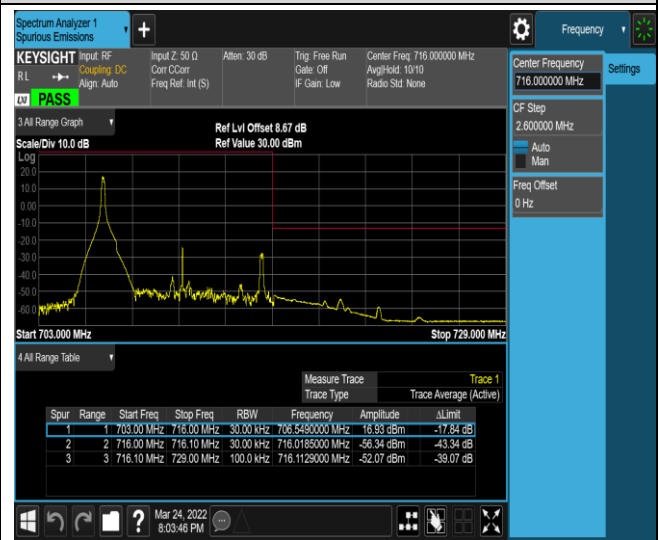 Spectrum Analyzer 1
Spurious Emissions
+
Frequency
KEYSIGHT Input: RF
R L
Coupling: DC
Align: Auto
Input Z: 50 Ω
Corr CCorr
Freq Ref: Int (S)
Atten: 30 dB
Trig: Free Run
Gate: Off
IF Gain: Low
Center Freq: 716.000000 MHz
Avg|Hold: 10/10
Radio Std: None
LXI PASS
Center Frequency
716.000000 MHz
Settings
CF Step
2.600000 MHz
Auto
Man
Freq Offset
0 Hz
3 All Range Graph
Scale/Div 10.0 dB
Ref Lvl Offset 8.67 dB
Ref Value 30.00 dBm
Log
20.0
10.0
0.00
-10.0
-20.0
-30.0
-40.0
-50.0
-60.0
Start 703.000 MHz Stop 729.000 MHz
4 All Range Table
Measure Trace Trace 1
Trace Type Trace Average (Active)
Spur Range Start Freq Stop Freq RBW Frequency Amplitude ΔLimit
1 1 703.00 MHz 716.00 MHz 30.00 kHz 706.5490000 MHz 16.93 dBm -17.84 dB
2 2 716.00 MHz 716.10 MHz 30.00 kHz 716.0185000 MHz -56.34 dBm -43.34 dB
3 3 716.10 MHz 729.00 MHz 100.0 kHz 716.1129000 MHz -52.07 dBm -39.07 dB
?
Mar 24, 2022
8:03:46 PM